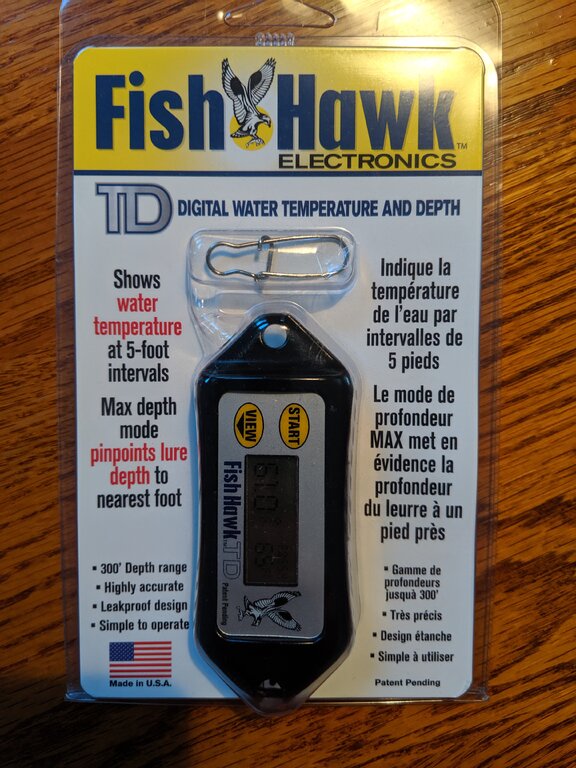 Fish Hawk™
ELECTRONICS
TD DIGITAL WATER TEMPERATURE AND DEPTH
Shows
water
temperature
at 5-foot
intervals
Max depth
mode
pinpoints lure
depth to
nearest foot
• 300' Depth range
• Highly accurate
• Leakproof design
• Simple to operate
Made in U.S.A.
Indique la
température
de l'eau par
intervalles de
5 pieds
Le mode de
profondeur
MAX met en
évidence la
profondeur
du leurre à un
pied près
• Gamme de
profondeurs
jusquà 300'
• Très précis
• Design étanche
• Simple à utiliser
Patent Pending
START
VIEW
Fish Hawk™ TD
Patent Pending